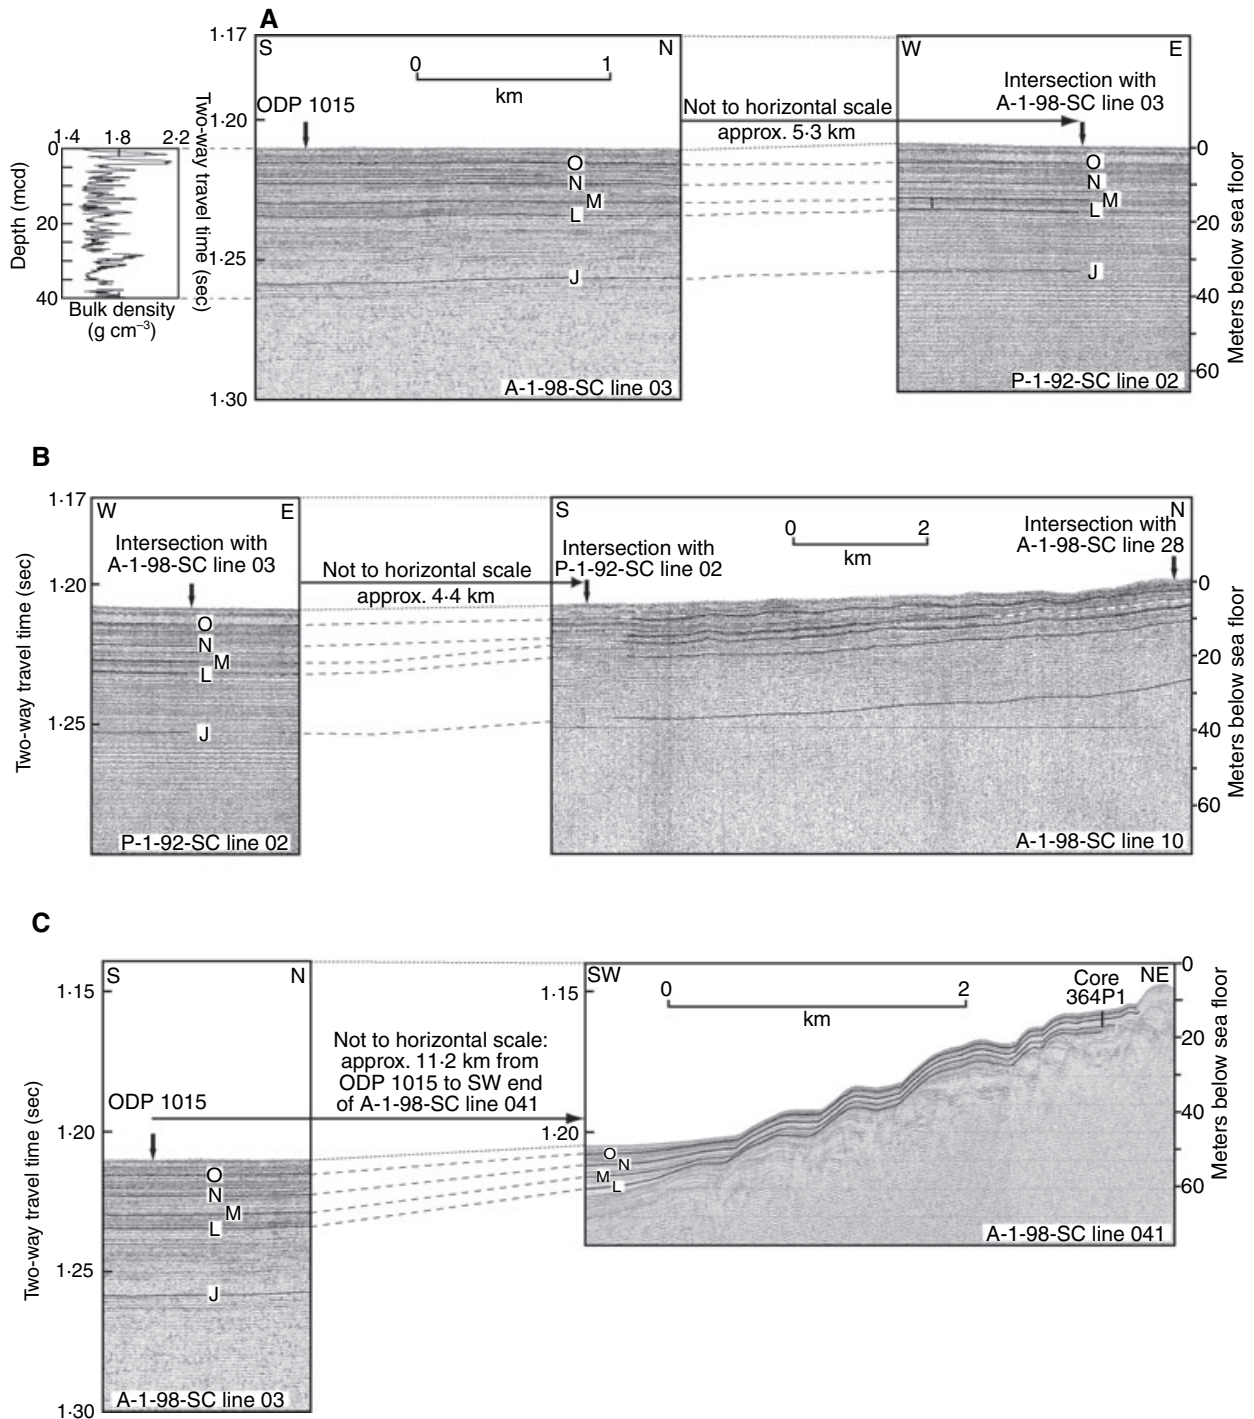 A
1·17
S
N
W
E
0
1
km
ODP 1015
Intersection with
A-1-98-SC line 03
Not to horizontal scale
approx. 5·3 km
1·20
1·4
1·8
2·2
0
20
40
Depth (mcd)
Bulk density
(g cm⁻³)
Two-way travel time (sec)
1·25
1·30
O
N
M
L
J
A-1-98-SC line 03
O
N
M
L
J
P-1-92-SC line 02
0
20
40
60
Meters below sea floor
B
1·17
W
E
S
N
Intersection with
A-1-98-SC line 03
Not to horizontal scale
approx. 4·4 km
Intersection with
P-1-92-SC line 02
0
2
km
Intersection with
A-1-98-SC line 28
1·20
1·25
Two-way travel time (sec)
O
N
M
L
J
P-1-92-SC line 02
A-1-98-SC line 10
0
20
40
60
Meters below sea floor
C
S
N
1·15
1·20
1·25
1·30
Two-way travel time (sec)
ODP 1015
Not to horizontal scale:
approx. 11·2 km from
ODP 1015 to SW end
of A-1-98-SC line 041
O
N
M
L
J
A-1-98-SC line 03
1·15
1·20
SW
NE
0
2
km
Core
364P1
O
N
M
L
A-1-98-SC line 041
0
20
40
60
Meters below sea floor